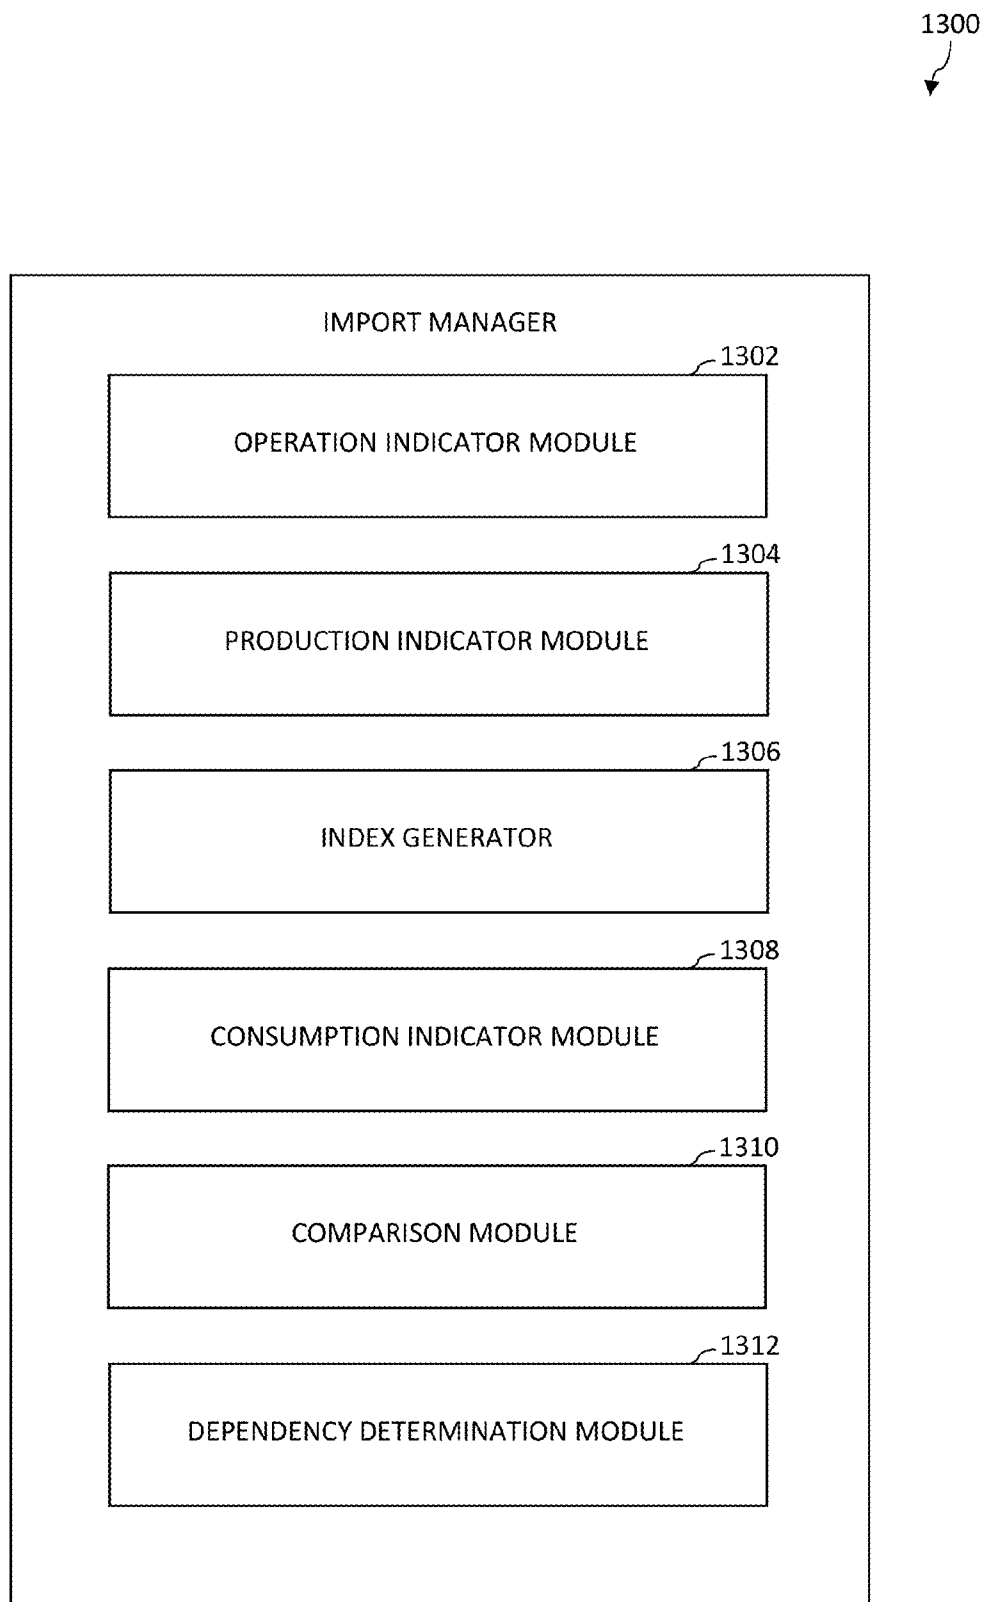 1300
IMPORT MANAGER
1302
OPERATION INDICATOR MODULE
1304
PRODUCTION INDICATOR MODULE
1306
INDEX GENERATOR
1308
CONSUMPTION INDICATOR MODULE
1310
COMPARISON MODULE
1312
DEPENDENCY DETERMINATION MODULE